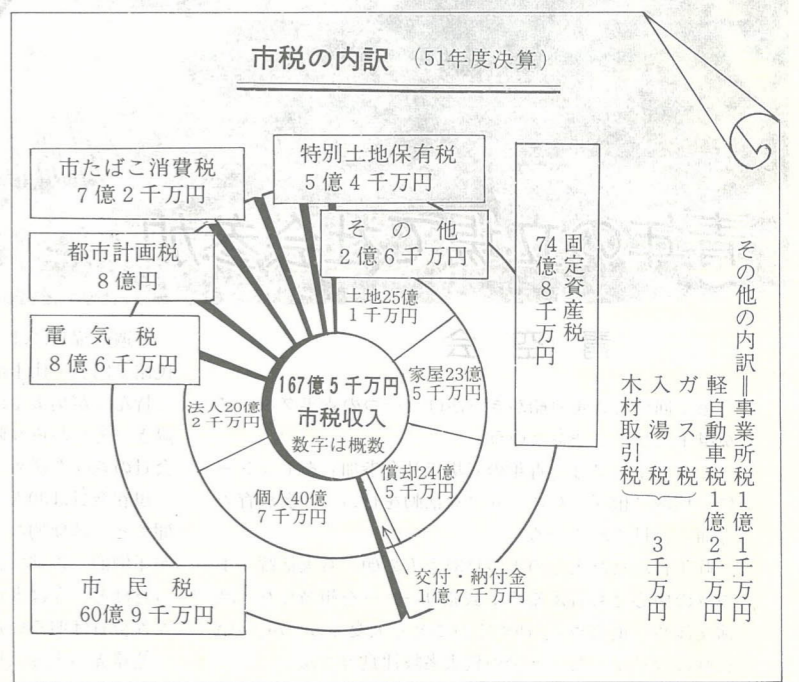 市税の内訳 (51年度決算)
市たばこ消費税
7億2千万円
特別土地保有税
5億4千万円
その他
2億6千万円
都市計画税
8億円
電気税
8億6千万円
固定資産税
74億8千万円
土地25億
1千万円
家屋23億
5千万円
償却24億
5千万円
交付・納付金
1億7千万円
167億5千万円
市税収入
数字は概数
法人20億
2千万円
個人40億
7千万円
市民税
60億9千万円
その他の内訳=事業所税1億1千万円
軽自動車税1億2千万円
ガス税
入湯税
木材取引税
3千万円